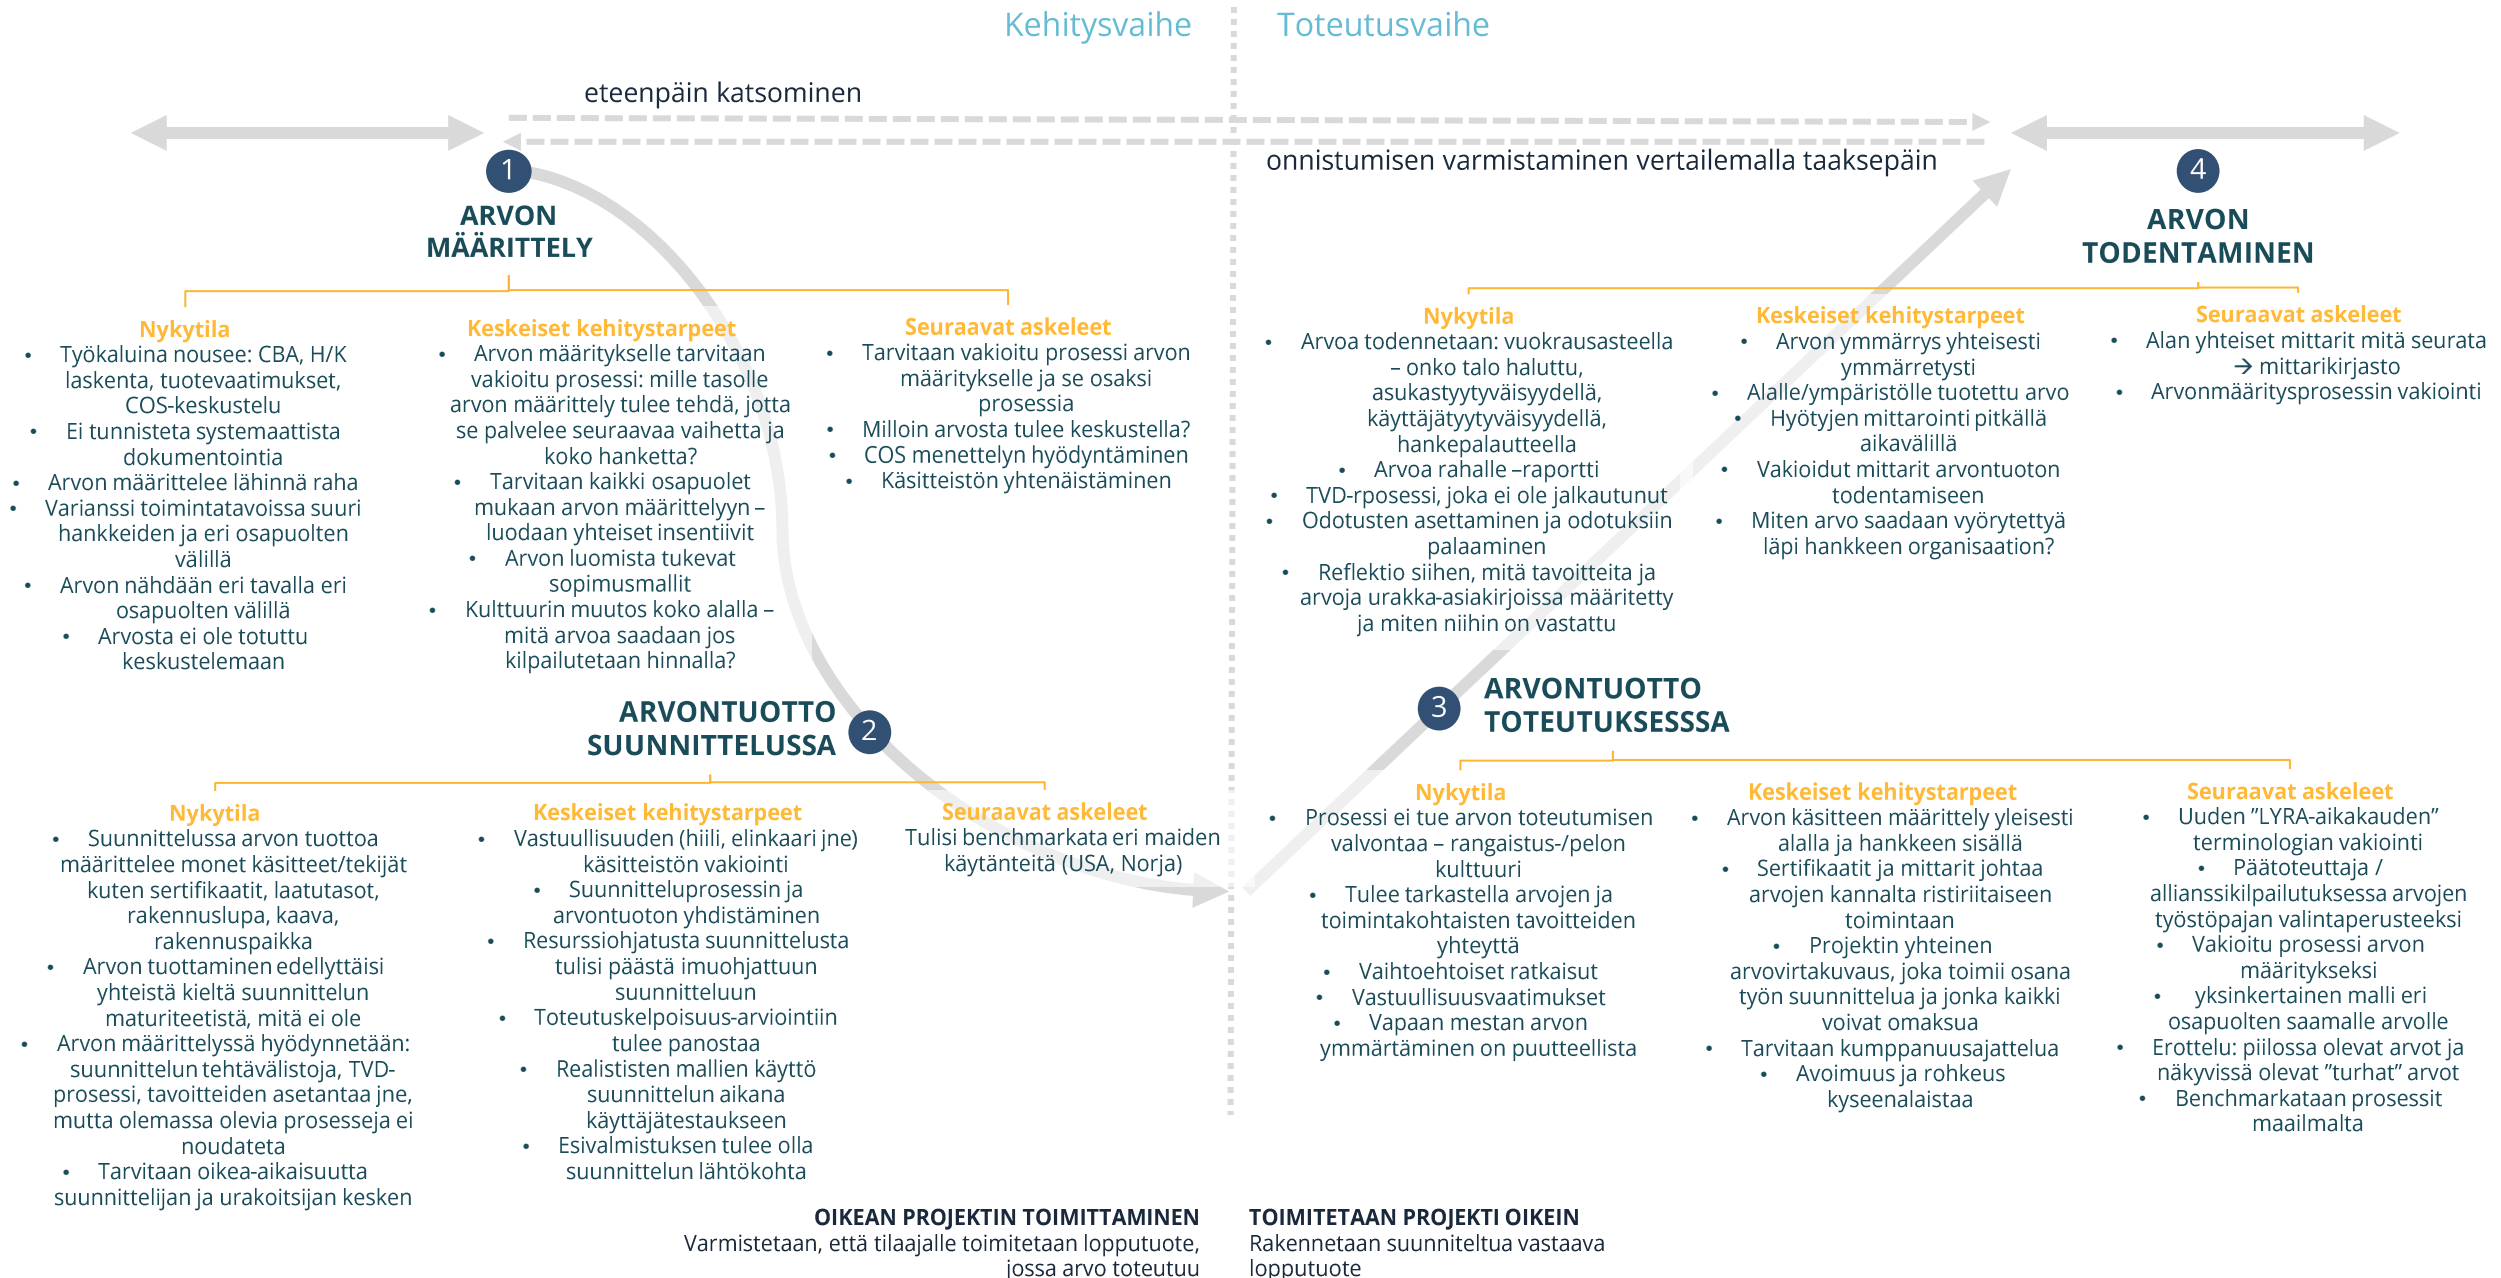 Kehitysvaihe
Toteutusvaihe
eteenpäin katsominen
onnistumisen varmistaminen vertailemalla taaksepäin
1
ARVON
MÄÄRITTELY
Nykytila
• Työkaluina nousee: CBA, H/K
laskenta, tuotevaatimukset,
COS-keskustelu
• Ei tunnisteta systemaattista
dokumentointia
• Arvon määrittelee lähinnä raha
• Varianssi toimintatavoissa suuri
hankkeiden ja eri osapuolten
välillä
• Arvon nähdään eri tavalla eri
osapuolten välillä
• Arvosta ei ole totuttu
keskustelemaan
Keskeiset kehitystarpeet
• Arvon määritykselle tarvitaan
vakioitu prosessi: mille tasolle
arvon määrittely tulee tehdä, jotta
se palvelee seuraavaa vaihetta ja
koko hanketta?
• Tarvitaan kaikki osapuolet
mukaan arvon määrittelyyn –
luodaan yhteiset insentiivit
• Arvon luomista tukevat
sopimusmallit
• Kulttuurin muutos koko alalla –
mitä arvoa saadaan jos
kilpailutetaan hinnalla?
Seuraavat askeleet
• Tarvitaan vakioitu prosessi arvon
määritykselle ja se osaksi
prosessia
• Milloin arvosta tulee keskustella?
• COS menettelyn hyödyntäminen
• Käsitteistön yhtenäistäminen
4
ARVON
TODENTAMINEN
Nykytila
• Arvoa todennetaan: vuokrausasteella
– onko talo haluttu,
asukastyytyväisyydellä,
käyttäjätyytyväisyydellä,
hankepalautteella
• Arvoa rahalle –raportti
• TVD-rposessi, joka ei ole jalkautunut
• Odotusten asettaminen ja odotuksiin
palaaminen
• Reflektio siihen, mitä tavoitteita ja
arvoja urakka-asiakirjoissa määritetty
ja miten niihin on vastattu
Keskeiset kehitystarpeet
• Arvon ymmärrys yhteisesti
ymmärretysti
• Alalle/ympäristölle tuotettu arvo
• Hyötyjen mittarointi pitkällä
aikavälillä
• Vakioidut mittarit arvontuoton
todentamiseen
• Miten arvo saadaan vyörytettyä
läpi hankkeen organisaation?
Seuraavat askeleet
• Alan yhteiset mittarit mitä seurata
→ mittarikirjasto
• Arvonmääritysprosessin vakiointi
ARVONTUOTTO
SUUNNITTELUSSA
2
Nykytila
• Suunnittelussa arvon tuottoa
määrittelee monet käsitteet/tekijät
kuten sertifikaatit, laatutasot,
rakennuslupa, kaava,
rakennuspaikka
• Arvon tuottaminen edellyttäisi
yhteistä kieltä suunnittelun
maturiteetistä, mitä ei ole
• Arvon määrittelyssä hyödynnetään:
suunnittelun tehtävälistoja, TVD-
prosessi, tavoitteiden asetantaa jne,
mutta olemassa olevia prosesseja ei
noudateta
• Tarvitaan oikea-aikaisuutta
suunnittelijan ja urakoitsijan kesken
Keskeiset kehitystarpeet
• Vastuullisuuden (hiili, elinkaari jne)
käsitteistön vakiointi
• Suunnitteluprosessin ja
arvontuoton yhdistäminen
• Resurssiohjatusta suunnittelusta
tulisi päästä imuohjattuun
suunnitteluun
• Toteutuskelpoisuus-arviointiin
tulee panostaa
• Realististen mallien käyttö
suunnittelun aikana
käyttäjätestaukseen
• Esivalmistuksen tulee olla
suunnittelun lähtökohta
Seuraavat askeleet
Tulisi benchmarkata eri maiden
käytänteitä (USA, Norja)
3
ARVONTUOTTO
TOTEUTUKSESSSA
Nykytila
• Prosessi ei tue arvon toteutumisen
valvontaa – rangaistus-/pelon
kulttuuri
• Tulee tarkastella arvojen ja
toimintakohtaisten tavoitteiden
yhteyttä
• Vaihtoehtoiset ratkaisut
• Vastuullisuusvaatimukset
• Vapaan mestan arvon
ymmärtäminen on puutteellista
Keskeiset kehitystarpeet
• Arvon käsitteen määrittely yleisesti
alalla ja hankkeen sisällä
• Sertifikaatit ja mittarit johtaa
arvojen kannalta ristiriitaiseen
toimintaan
• Projektin yhteinen
arvovirtakuvaus, joka toimii osana
työn suunnittelua ja jonka kaikki
voivat omaksua
• Tarvitaan kumppanuusajattelua
• Avoimuus ja rohkeus
kyseenalaistaa
Seuraavat askeleet
• Uuden ”LYRA-aikakauden”
terminologian vakiointi
• Päätoteuttaja /
allianssikilpailutuksessa arvojen
työstöpajan valintaperusteeksi
• Vakioitu prosessi arvon
määritykseksi
• yksinkertainen malli eri
osapuolten saamalle arvolle
• Erottelu: piilossa olevat arvot ja
näkyvissä olevat ”turhat” arvot
• Benchmarkataan prosessit
maailmalta
OIKEAN PROJEKTIN TOIMITTAMINEN
Varmistetaan, että tilaajalle toimitetaan lopputuote,
jossa arvo toteutuu
TOIMITETAAN PROJEKTI OIKEIN
Rakennetaan suunniteltua vastaava
lopputuote